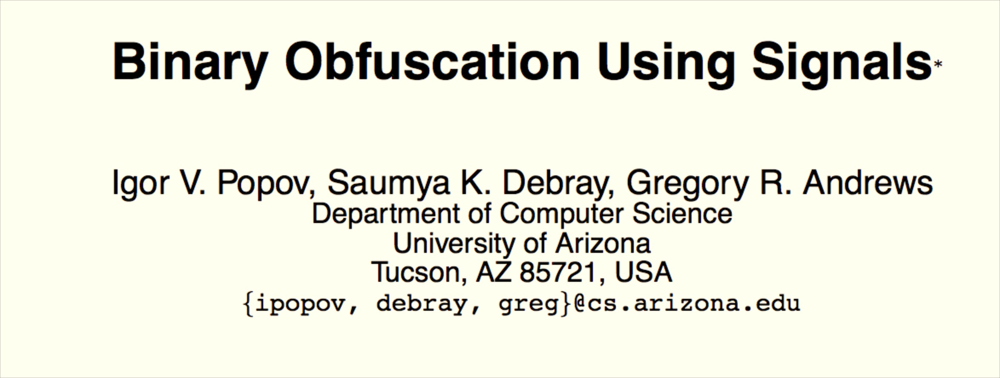 Binary Obfuscation Using Signals*
Igor V. Popov, Saumya K. Debray, Gregory R. Andrews
Department of Computer Science
University of Arizona
Tucson, AZ 85721, USA
{ipopov, debray, greg}@cs.arizona.edu